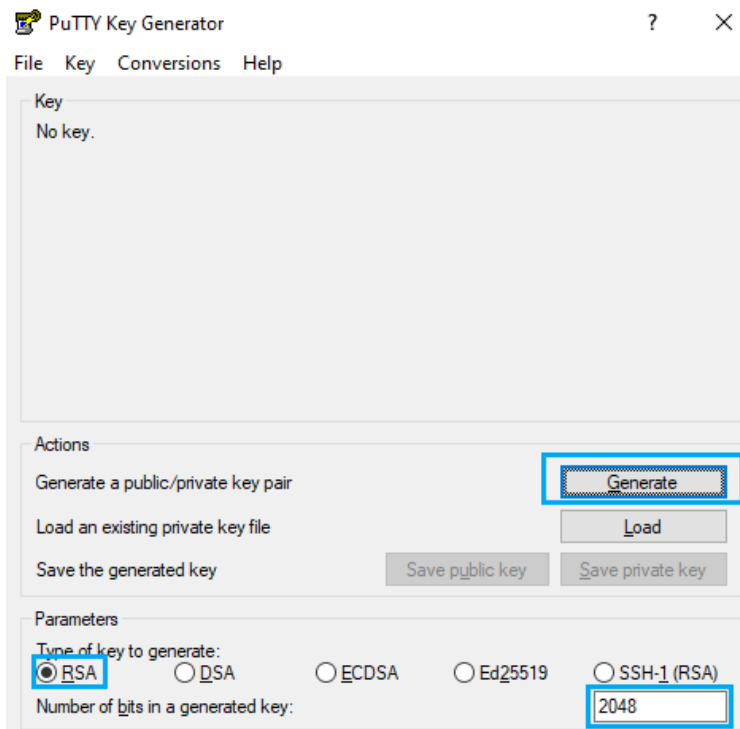 PuTTY Key Generator ?
File Key Conversions Help
Key
No key.
Actions
Generate a public/private key pair Generate
Load an existing private key file Load
Save the generated key Save public key Save private key
Parameters
Type of key to generate:
RSA DSA ECDSA Ed25519 SSH-1 (RSA)
Number of bits in a generated key: 2048